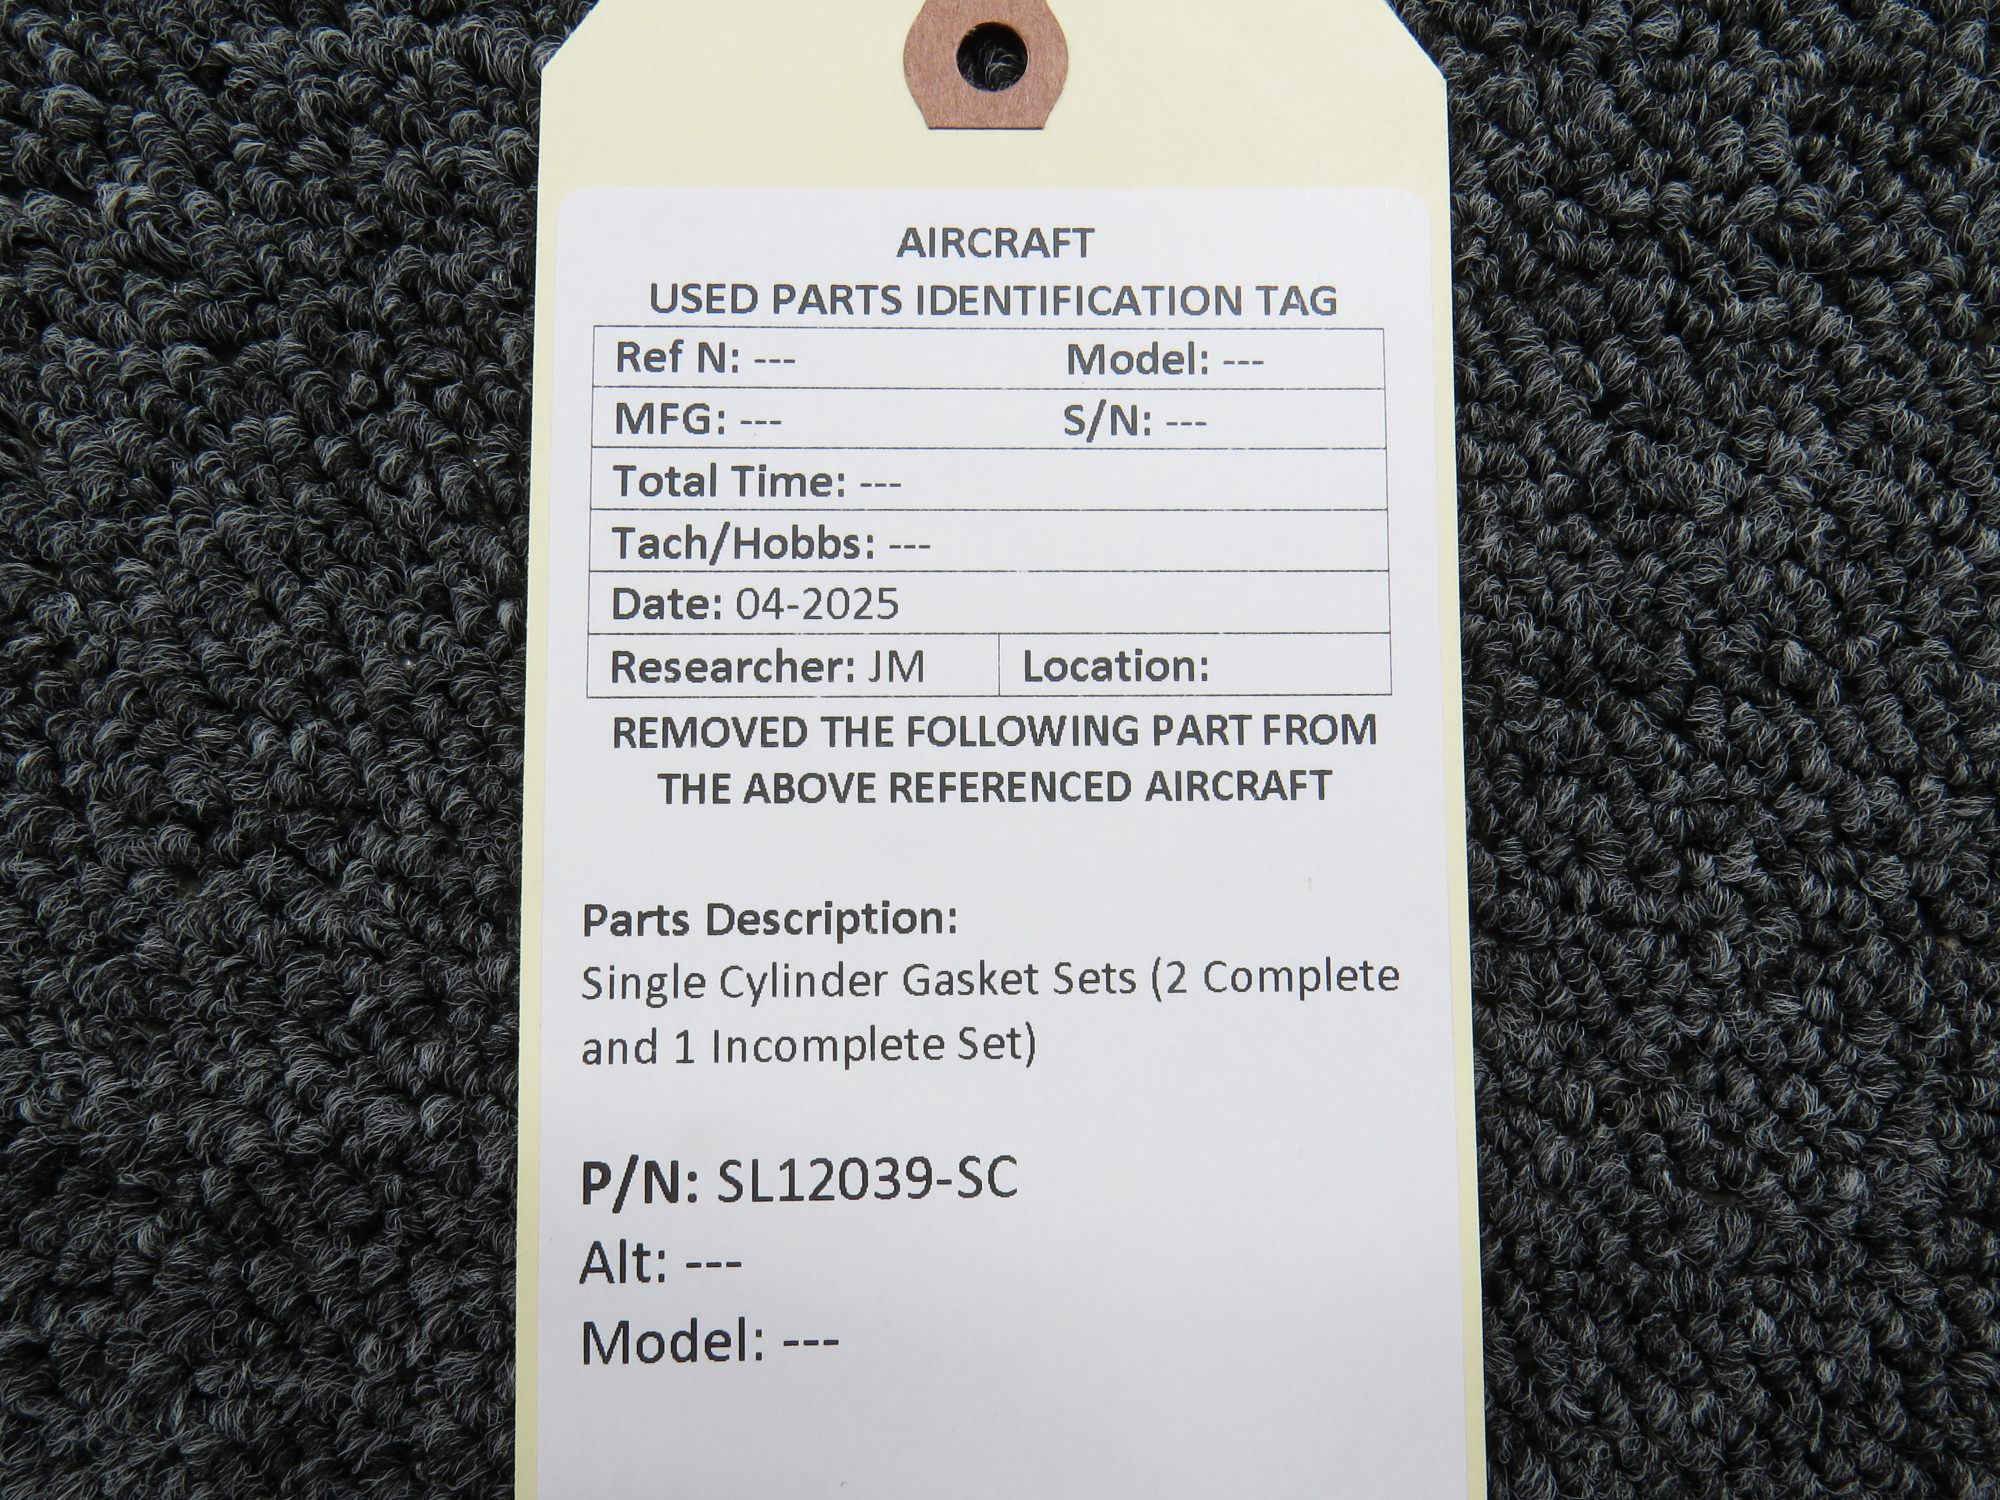 AIRCRAFT
USED PARTS IDENTIFICATION TAG
Ref N: --- Model: ---
MFG: --- S/N: ---
Total Time: ---
Tach/Hobbs: ---
Date: 04-2025
Researcher: JM Location:
REMOVED THE FOLLOWING PART FROM
THE ABOVE REFERENCED AIRCRAFT
Parts Description:
Single Cylinder Gasket Sets (2 Complete
and 1 Incomplete Set)
P/N: SL12039-SC
Alt: ---
Model: ---